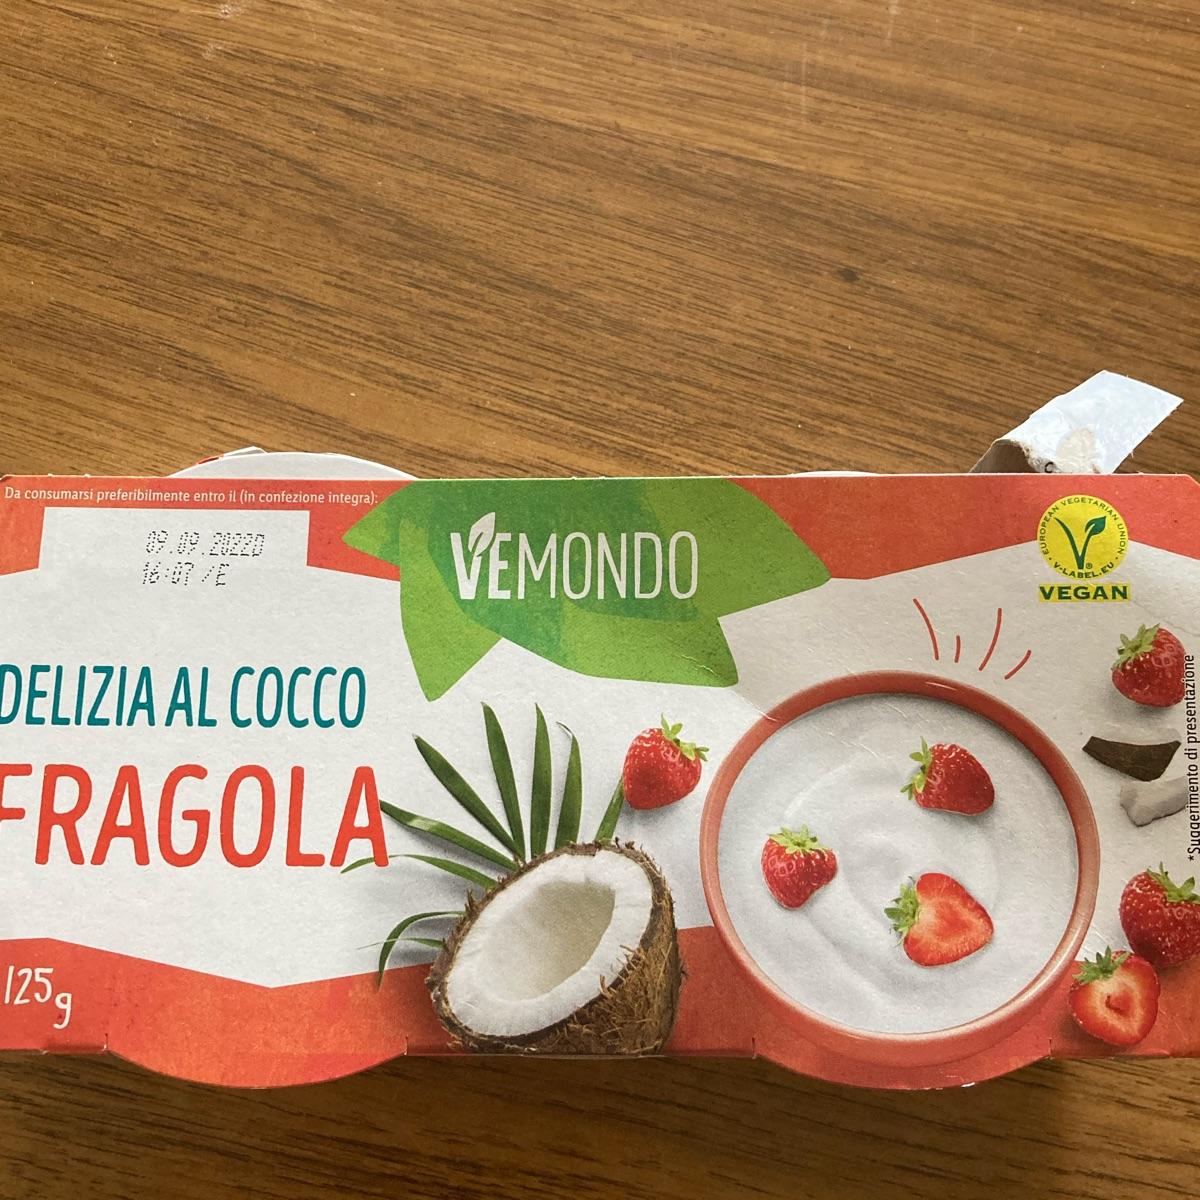 Da consumarsi preferibilmente entro il (in confezione integra):
09.09.2022D
16:07 /E
VEMONDO
EUROPEAN VEGETARIAN UNION
V-LABEL.EU
VEGAN
DELIZIA AL COCCO
FRAGOLA
125g
*Suggerimento di presentazione